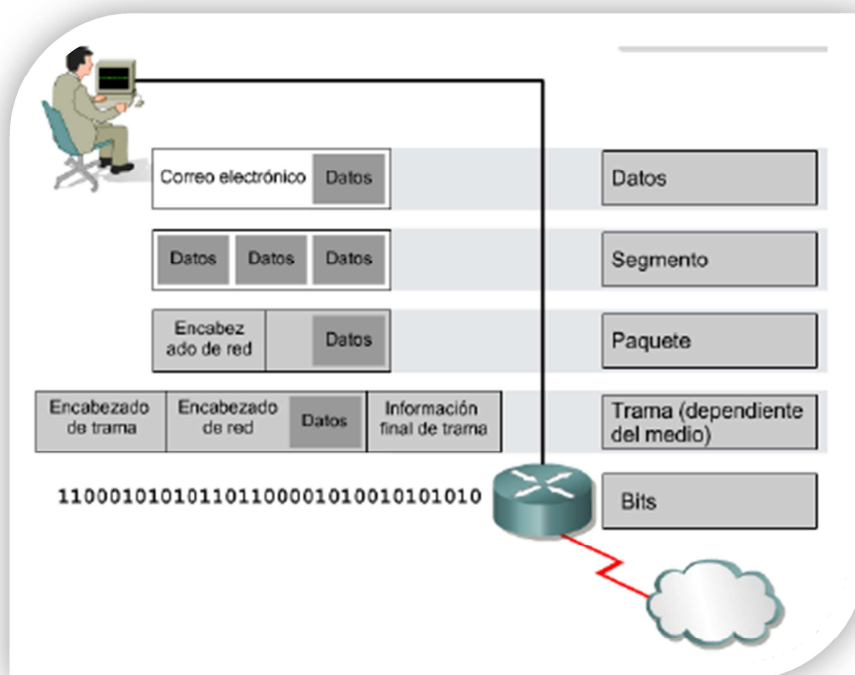 Correo electrónico Datos
Datos
Datos Datos Datos
Segmento
Encabez
ado de red
Datos
Paquete
Encabezado
de trama
Encabezado
de red
Datos
Información
final de trama
Trama (dependiente
del medio)
110001010101101100001010010101010
Bits